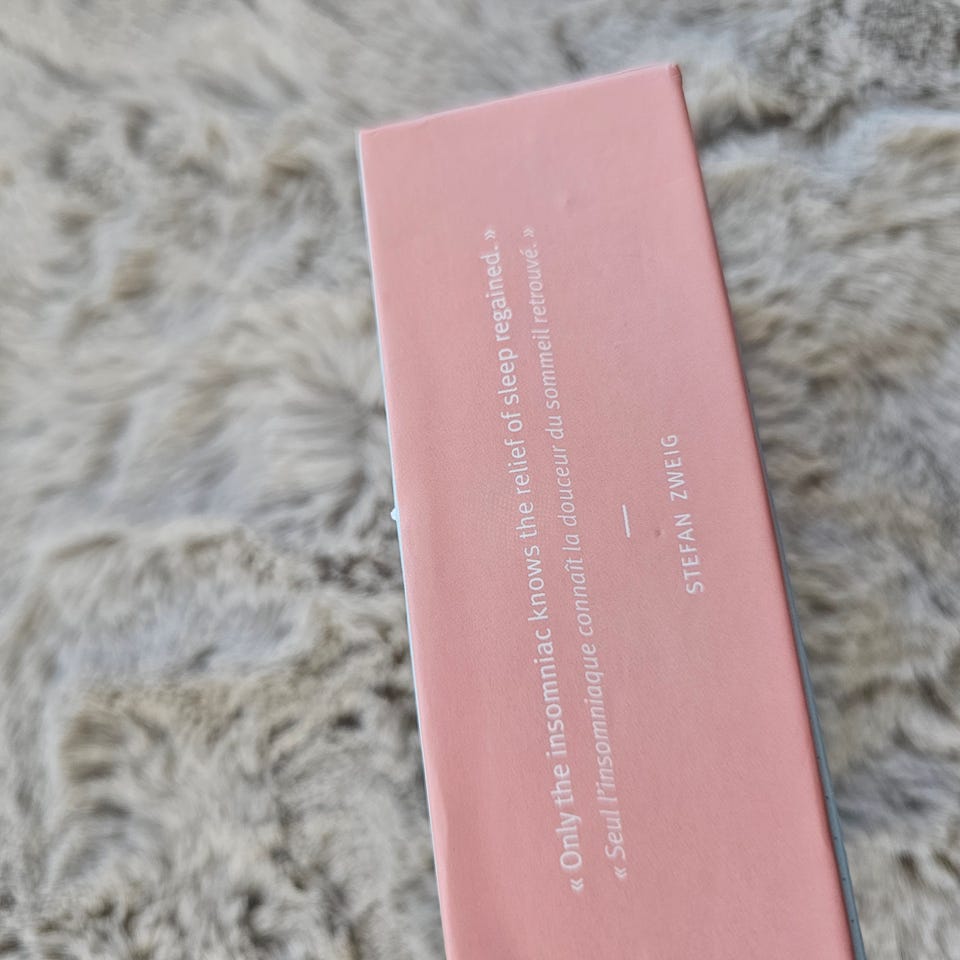 « Only the insomniac knows the relief of sleep regained. »
« Seul l'insomniaque connaît la douceur du sommeil retrouvé. »
—
STEFAN ZWEIG